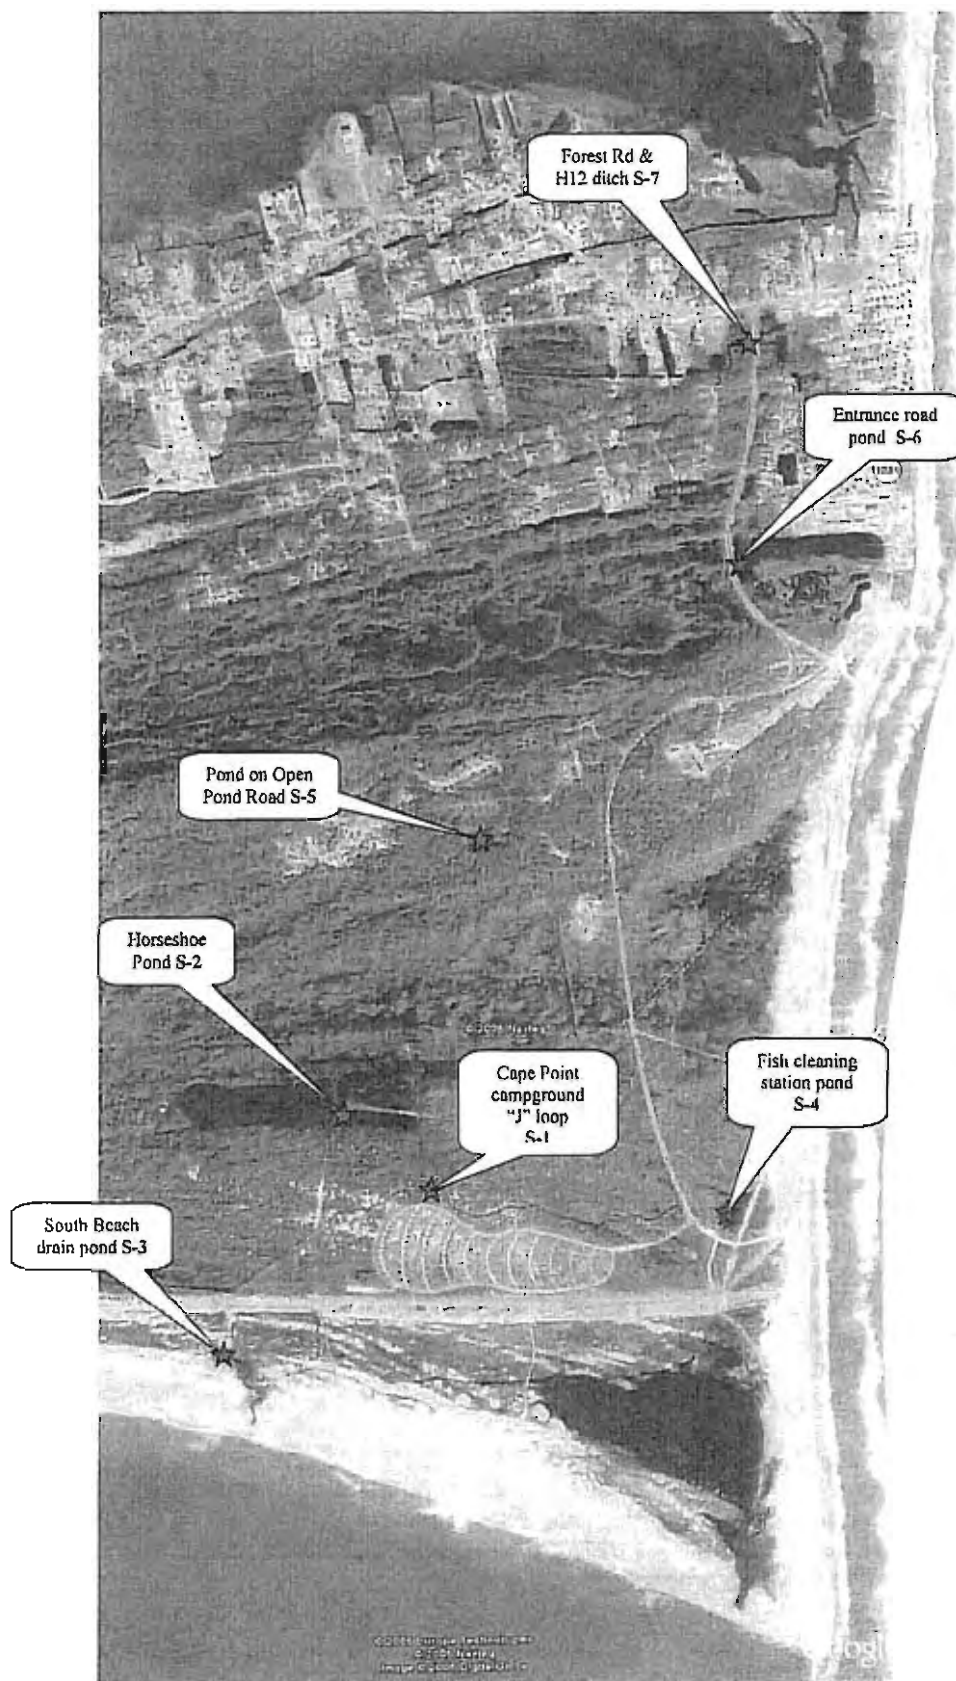 Forest Rd &
H12 ditch S-7
Entrance road
pond S-6
Pond on Open
Pond Road S-5
Horseshoe
Pond S-2
Cape Point
campground
"J" loop
S-1
Fish cleaning
station pond
S-4
South Beach
drain pond S-3